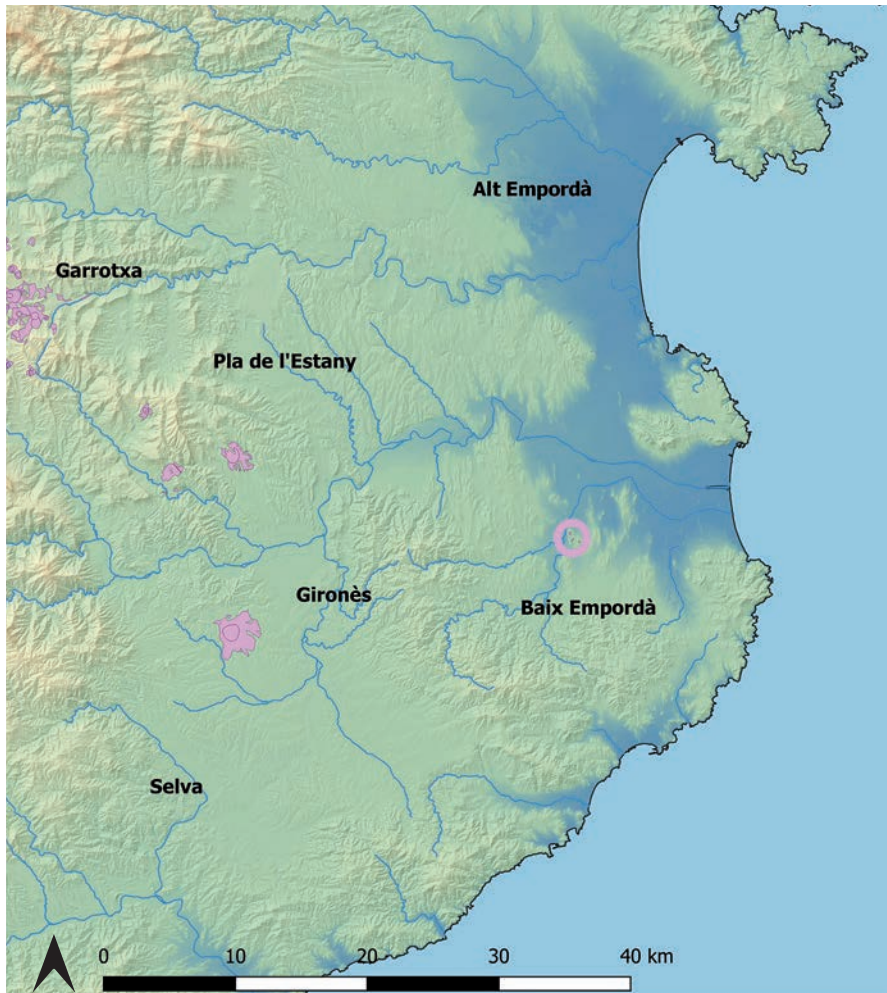 Alt Empordà
Garrotxa
Pla de l'Estany
Gironès
Baix Empordà
Selva
0 10 20 30 40 km